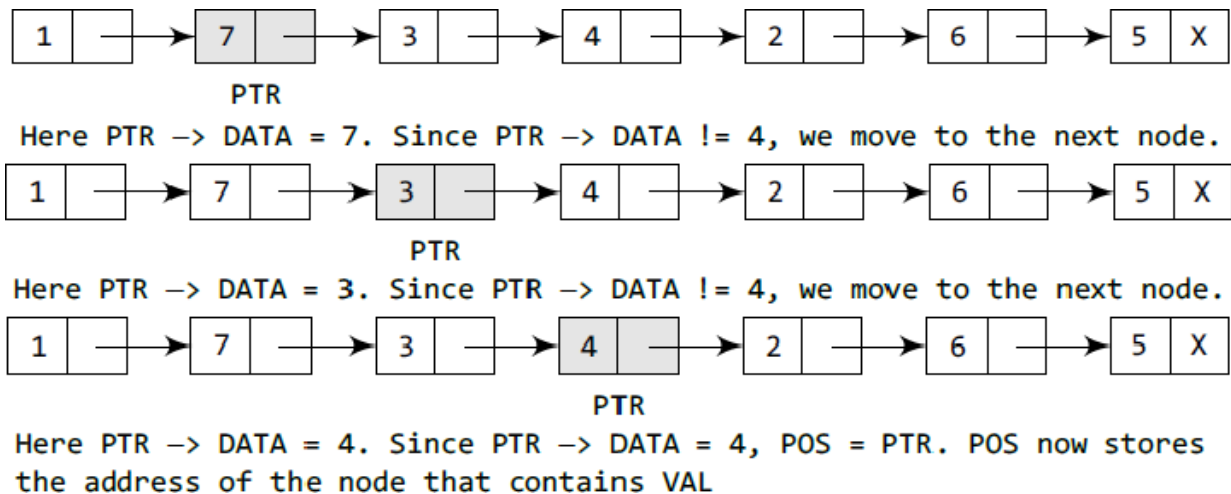 1 7 3 4 2 6 5 X
PTR
Here PTR –> DATA = 7. Since PTR –> DATA != 4, we move to the next node.
1 7 3 4 2 6 5 X
PTR
Here PTR –> DATA = 3. Since PTR –> DATA != 4, we move to the next node.
1 7 3 4 2 6 5 X
PTR
Here PTR –> DATA = 4. Since PTR –> DATA = 4, POS = PTR. POS now stores
the address of the node that contains VAL